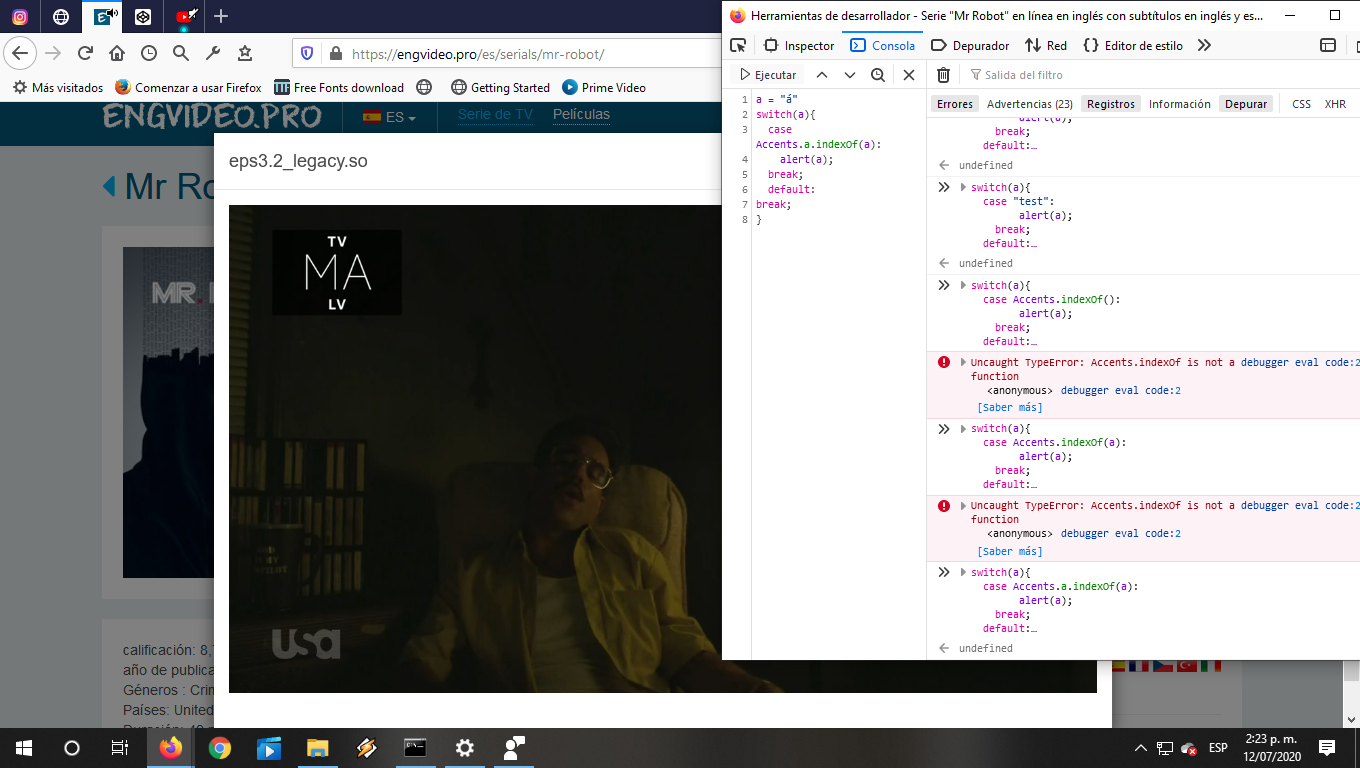 Herramientas de desarrollador - Serie "Mr Robot" en línea en inglés con subtítulos en inglés y es...
https://engvideo.pro/es/serials/mr-robot/
Inspector
Consola
Depurador
Red
Editor de estilo
Más visitados
Comenzar a usar Firefox
Free Fonts download
Getting Started
Prime Video
Ejecutar
Salida del filtro
Errores
Advertencias (23)
Registros
Información
Depurar
CSS
XHR
ENGVIDEO.PRO
ES
Serie de TV
Películas
eps3.2_legacy.so
Mr Ro
MR.
TV
MA
LV
usa
calificación: 8,
año de publica
Géneros : Crim
Países: United
1 a = "á"
2 switch(a){
3 case
Accents.a.indexOf(a):
4 alert(a);
5 break;
6 default:
7 break;
8 }
alert(a);
break;
default:
undefined
switch(a){
case "test":
alert(a);
break;
default:…
undefined
switch(a){
case Accents.indexOf():
alert(a);
break;
default:…
Uncaught TypeError: Accents.indexOf is not a debugger eval code:2
function
<anonymous> debugger eval code:2
[Saber más]
switch(a){
case Accents.indexOf(a):
alert(a);
break;
default:…
Uncaught TypeError: Accents.indexOf is not a debugger eval code:2
function
<anonymous> debugger eval code:2
[Saber más]
switch(a){
case Accents.a.indexOf(a):
alert(a);
break;
default:…
undefined
ESP
2:23 p. m.
12/07/2020